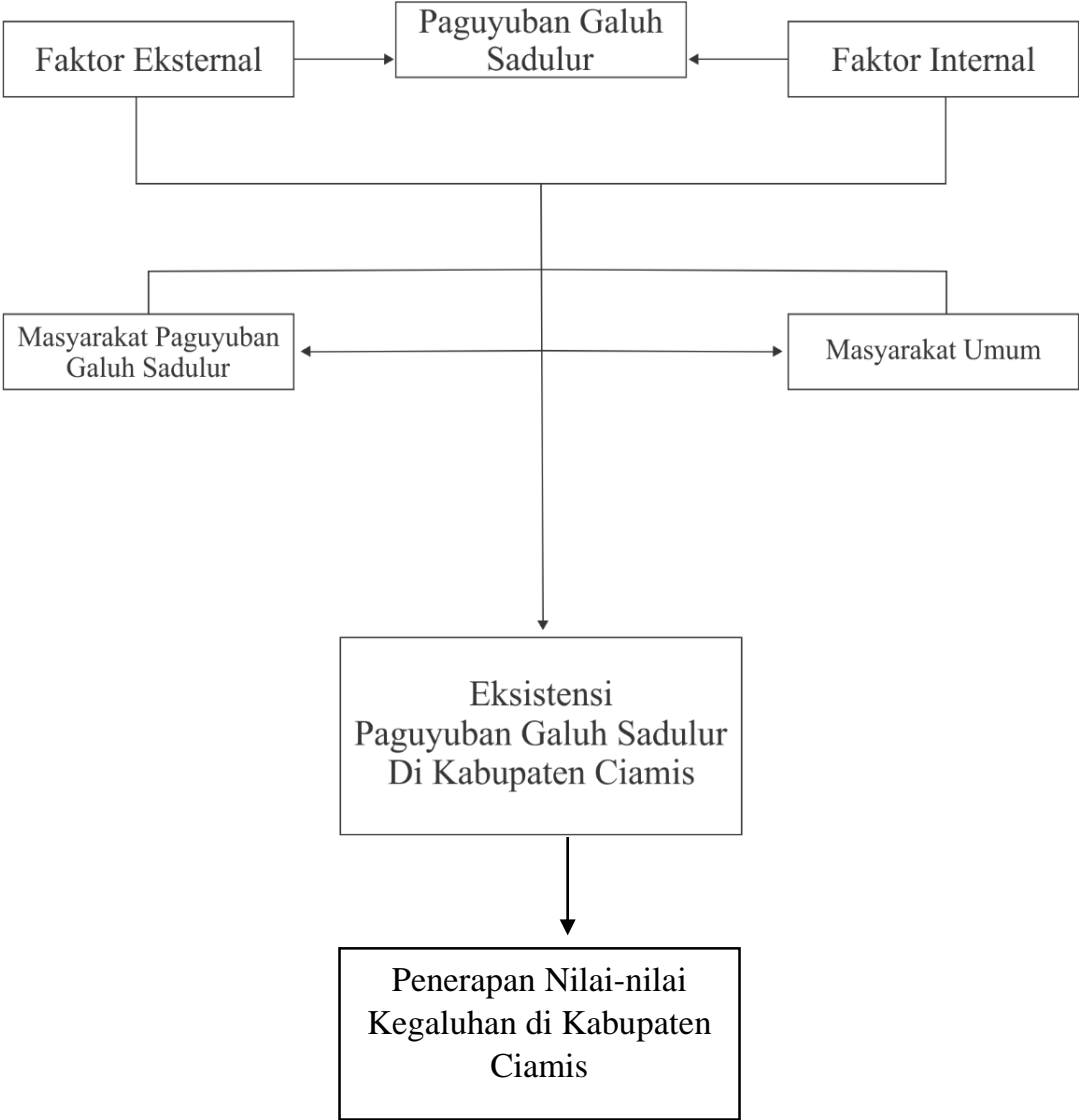 Paguyuban Galuh
Sadulur
Faktor Eksternal
Faktor Internal
Masyarakat Paguyuban
Galuh Sadulur
Masyarakat Umum
Eksistensi
Paguyuban Galuh Sadulur
Di Kabupaten Ciamis
Penerapan Nilai-nilai
Kegaluhan di Kabupaten
Ciamis